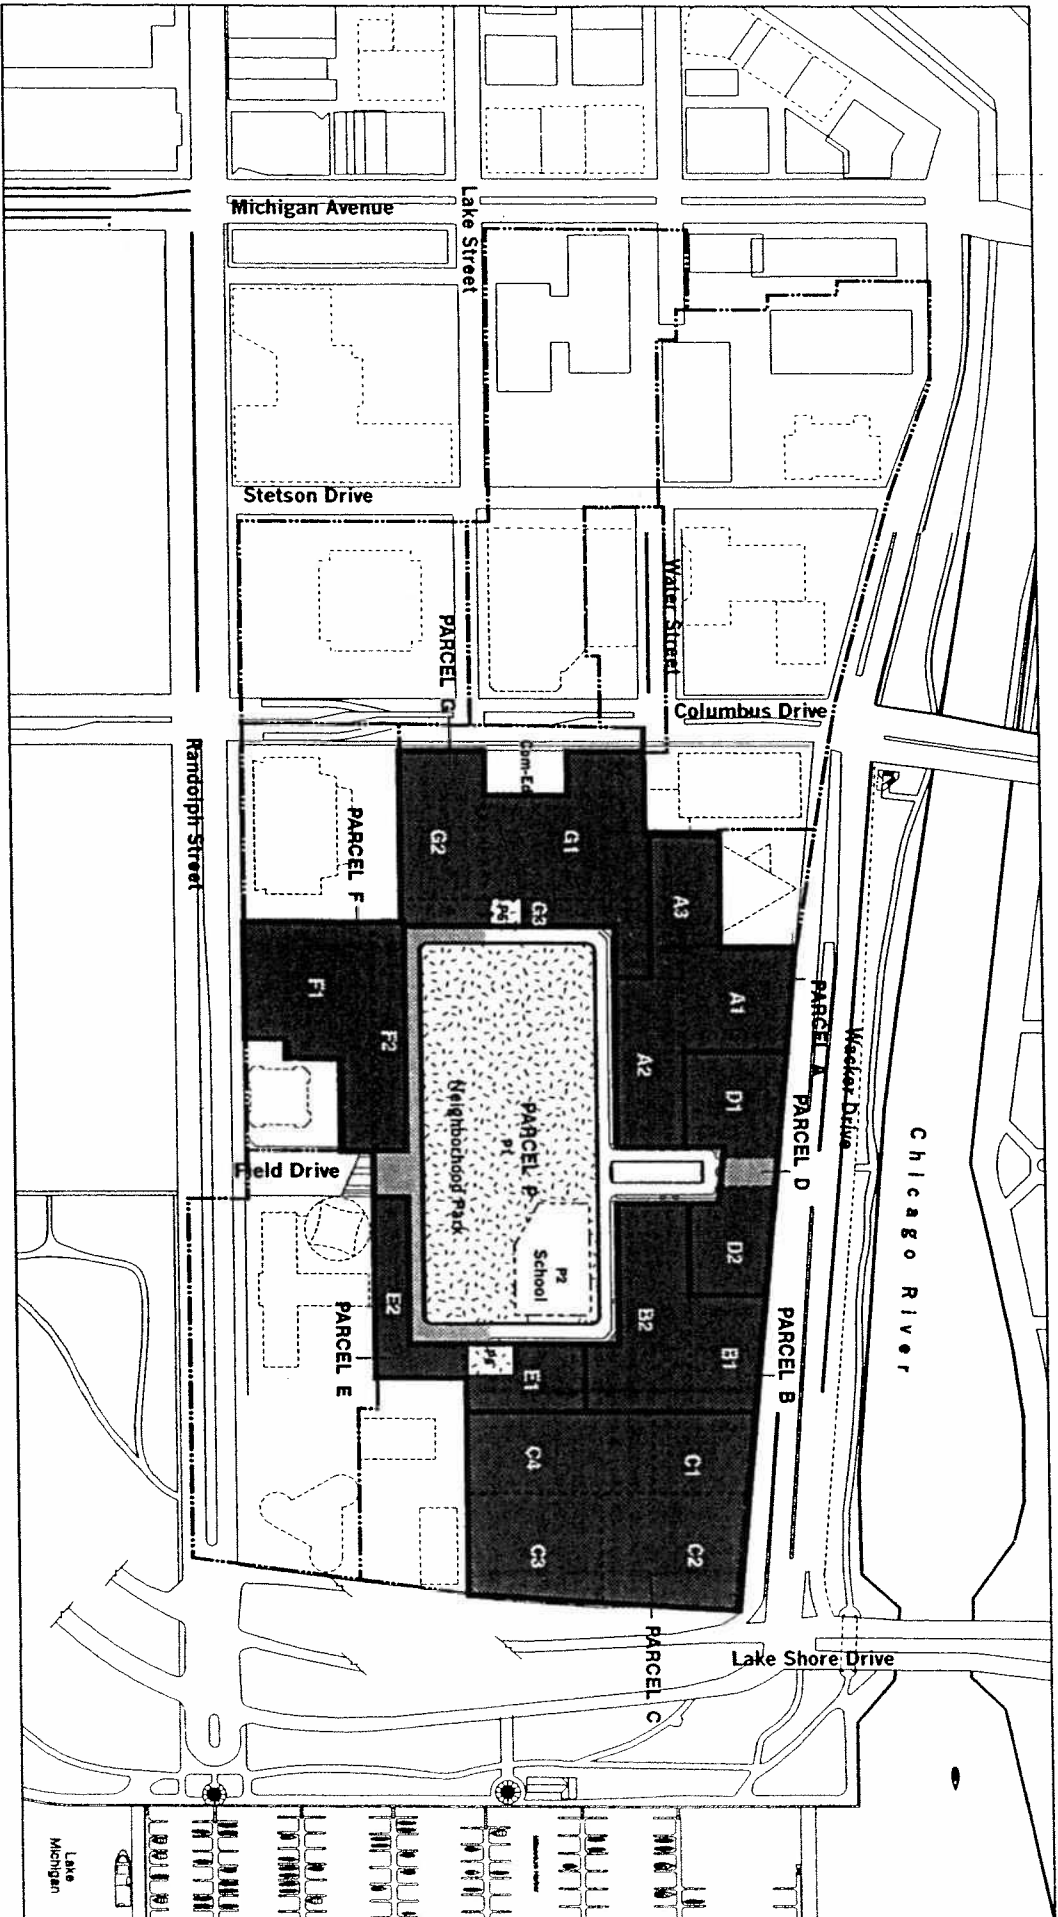 Michigan Avenue
Lake Street
Stetson Drive
Water Street
PARCEL G
Columbus Drive
Randolph Street
Com-Ed
PARCEL F
G2
G1
G3
A3
F1
F2
A1
A2
PARCEL A
Wacker Drive
D1
PARCEL D
Chicago River
PARCEL P
P1
Neighborhood Park
Field Drive
P2
School
D2
E2
B2
B1
PARCEL B
PARCEL E
E1
C4
C1
C3
C2
PARCEL C
Lake Shore Drive
Lake
Michigan